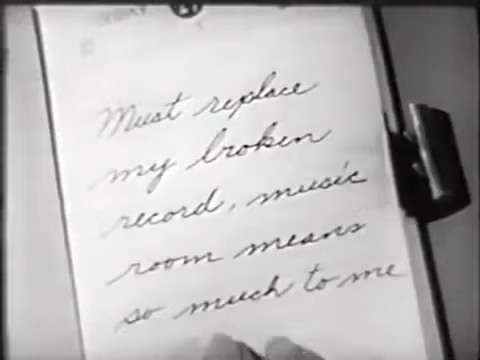 Must replace
my broken
record, music
room means
so much to me